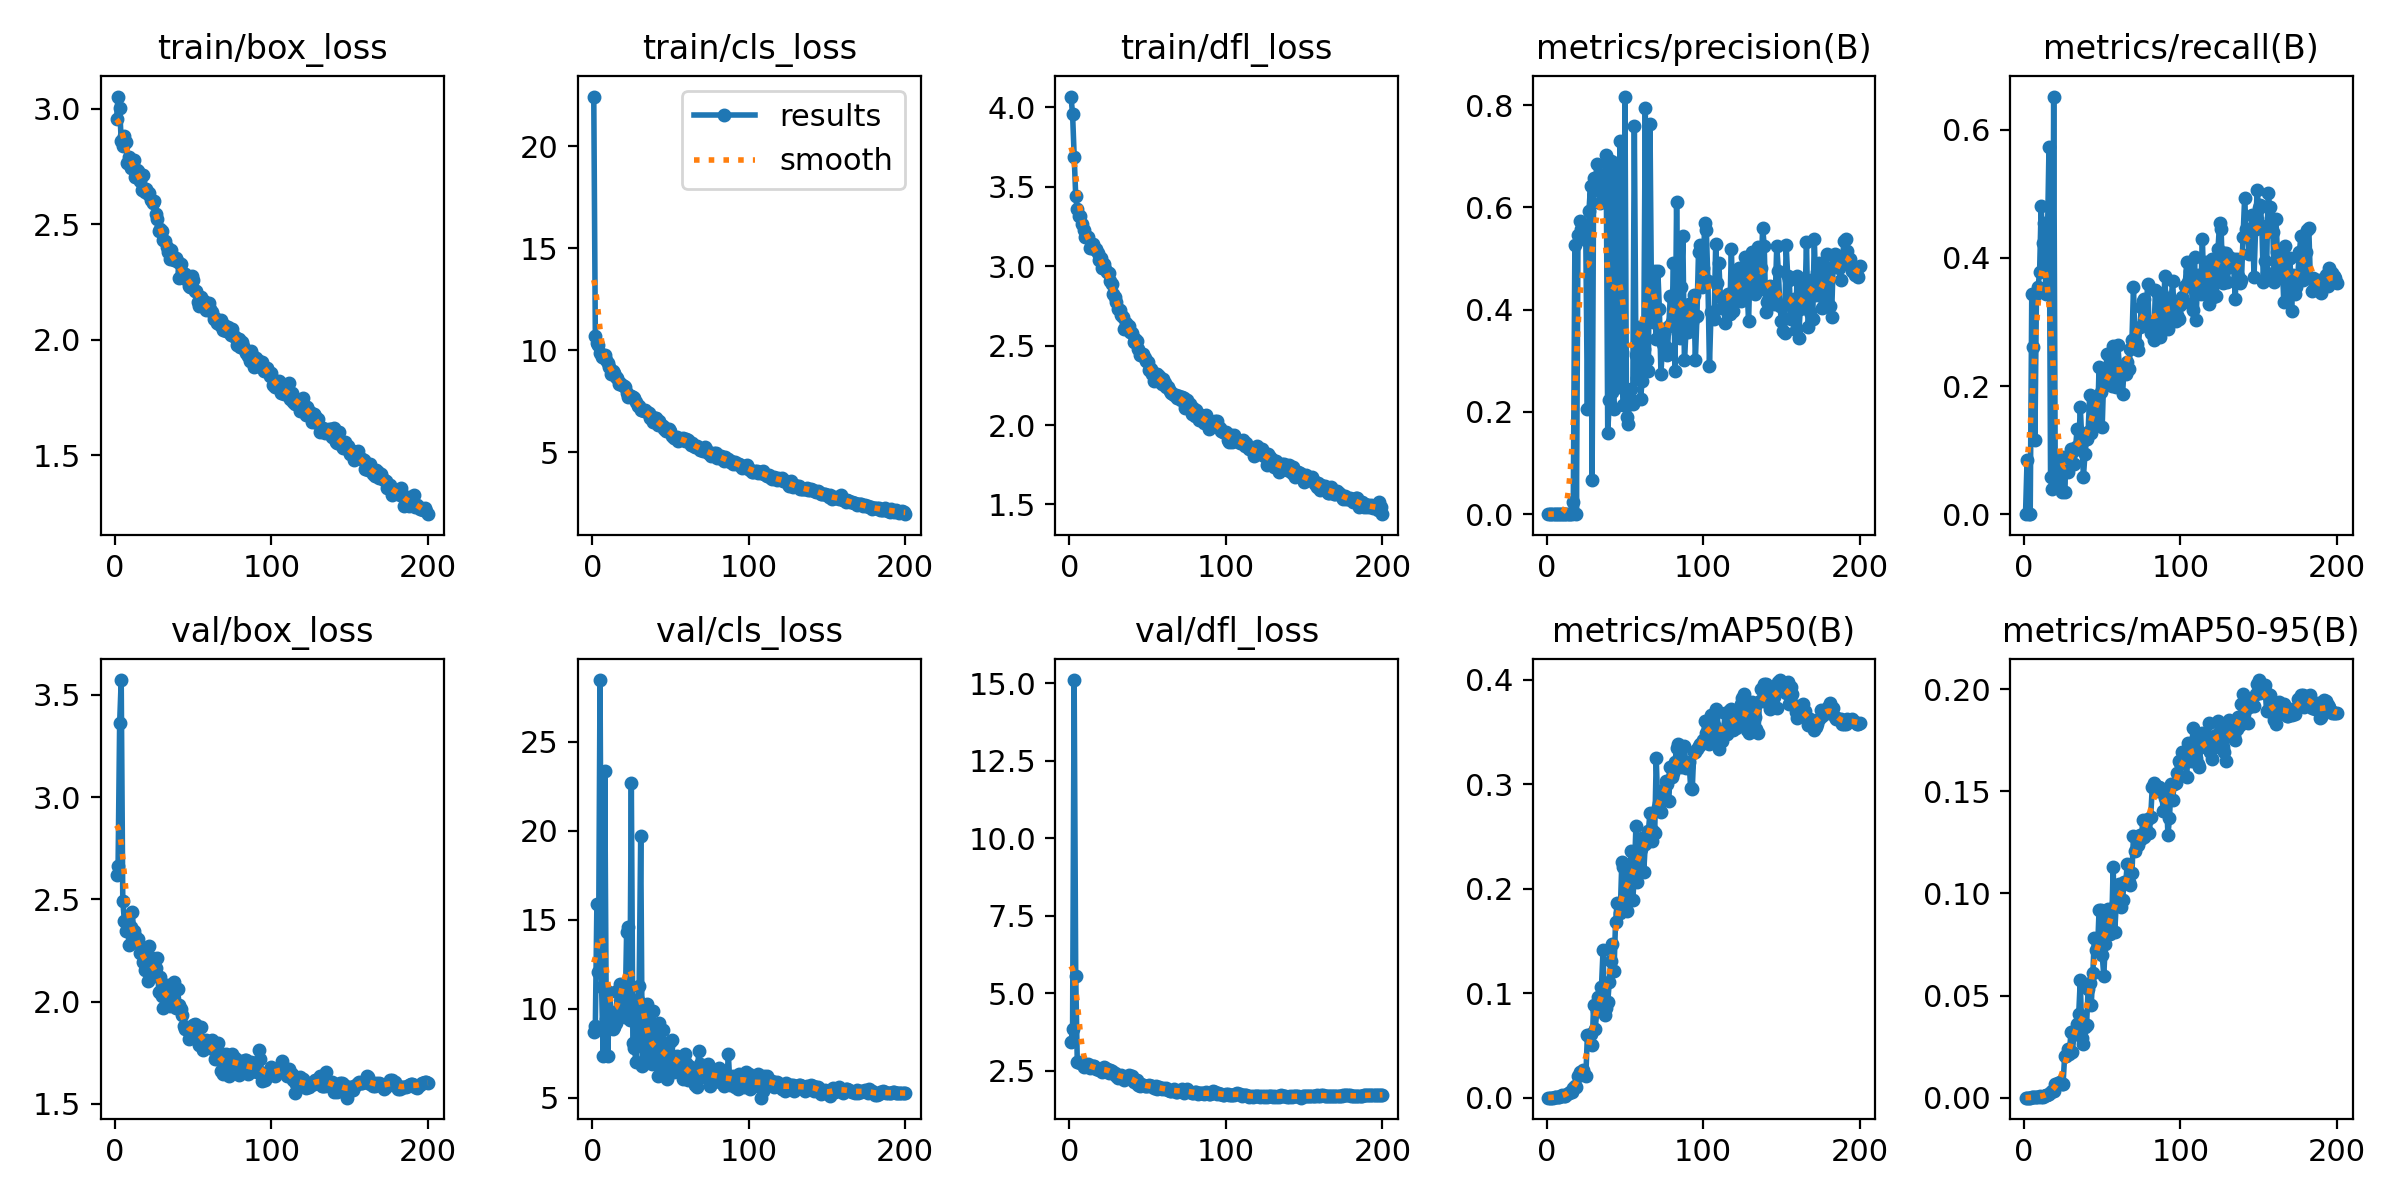 train/box_loss
3.0
2.5
2.0
1.5
0 100 200
train/cls_loss
results
smooth
20
15
10
5
0 100 200
train/dfl_loss
4.0
3.5
3.0
2.5
2.0
1.5
0 100 200
metrics/precision(B)
0.8
0.6
0.4
0.2
0.0
0 100 200
metrics/recall(B)
0.6
0.4
0.2
0.0
0 100 200
val/box_loss
3.5
3.0
2.5
2.0
1.5
0 100 200
val/cls_loss
25
20
15
10
5
0 100 200
val/dfl_loss
15.0
12.5
10.0
7.5
5.0
2.5
0 100 200
metrics/mAP50(B)
0.4
0.3
0.2
0.1
0.0
0 100 200
metrics/mAP50-95(B)
0.20
0.15
0.10
0.05
0.00
0 100 200